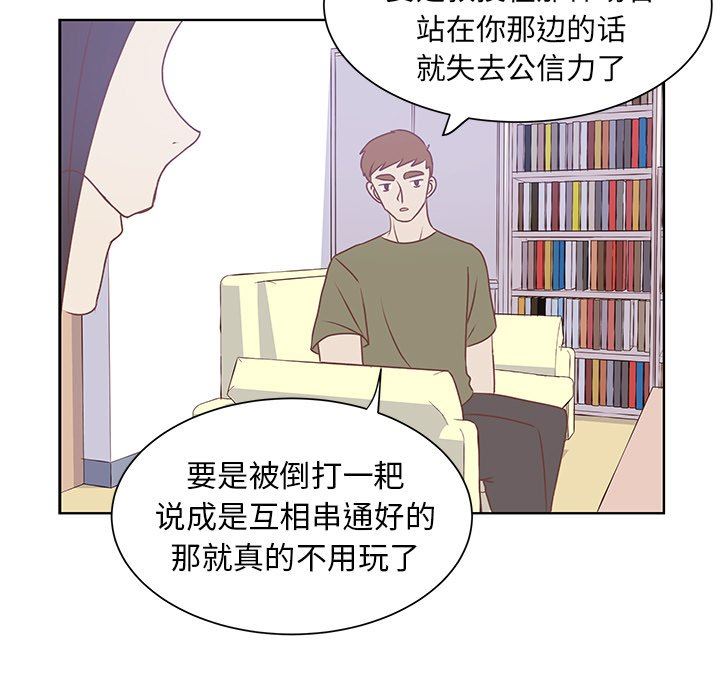 站在你那边的话
就失去公信力了
要是被倒打一耙
说成是互相串通好的
那就真的不用玩了